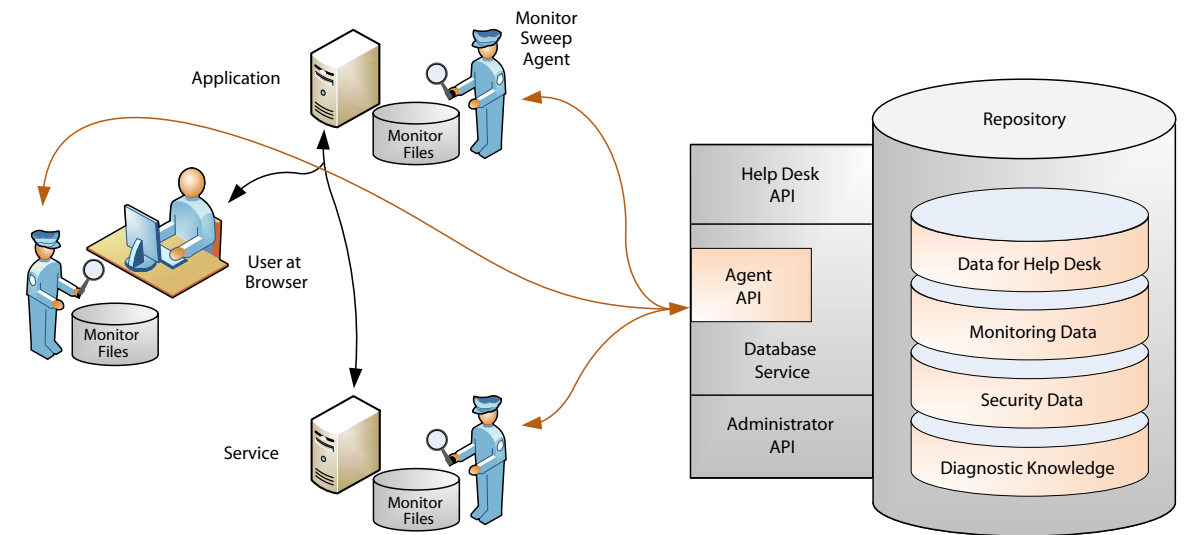 Monitor
Sweep
Agent
Application
Monitor
Files
User at
Browser
Monitor
Files
Service
Monitor
Files
Help Desk
API
Agent
API
Database
Service
Administrator
API
Repository
Data for Help Desk
Monitoring Data
Security Data
Diagnostic Knowledge